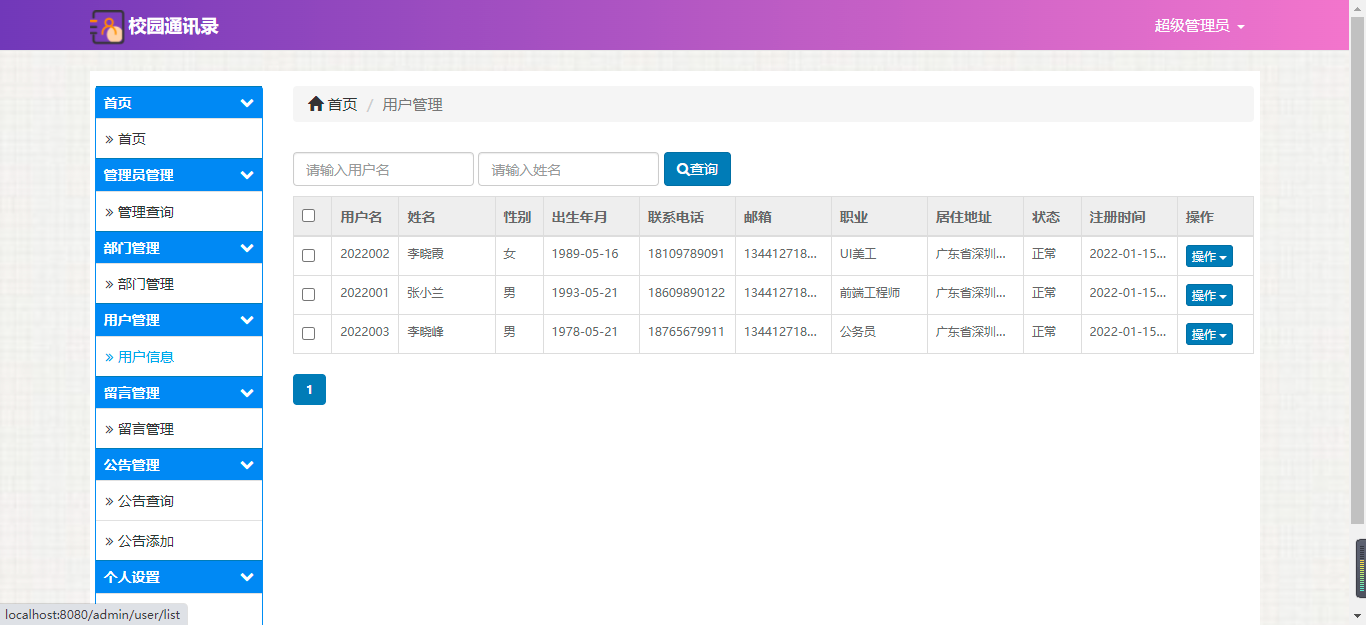 校园通讯录
超级管理员
首页
» 首页
管理员管理
» 管理查询
部门管理
» 部门管理
用户管理
» 用户信息
留言管理
» 留言管理
公告管理
» 公告查询
» 公告添加
个人设置
首页 / 用户管理
请输入用户名 请输入姓名 查询
用户名 姓名 性别 出生年月 联系电话 邮箱 职业 居住地址 状态 注册时间 操作
2022002 李晓霞 女 1989-05-16 18109789091 134412718... UI美工 广东省深圳... 正常 2022-01-15... 操作
2022001 张小兰 男 1993-05-21 18609890122 134412718... 前端工程师 广东省深圳... 正常 2022-01-15... 操作
2022003 李晓峰 男 1978-05-21 18765679911 134412718... 公务员 广东省深圳... 正常 2022-01-15... 操作
1
localhost:8080/admin/user/list